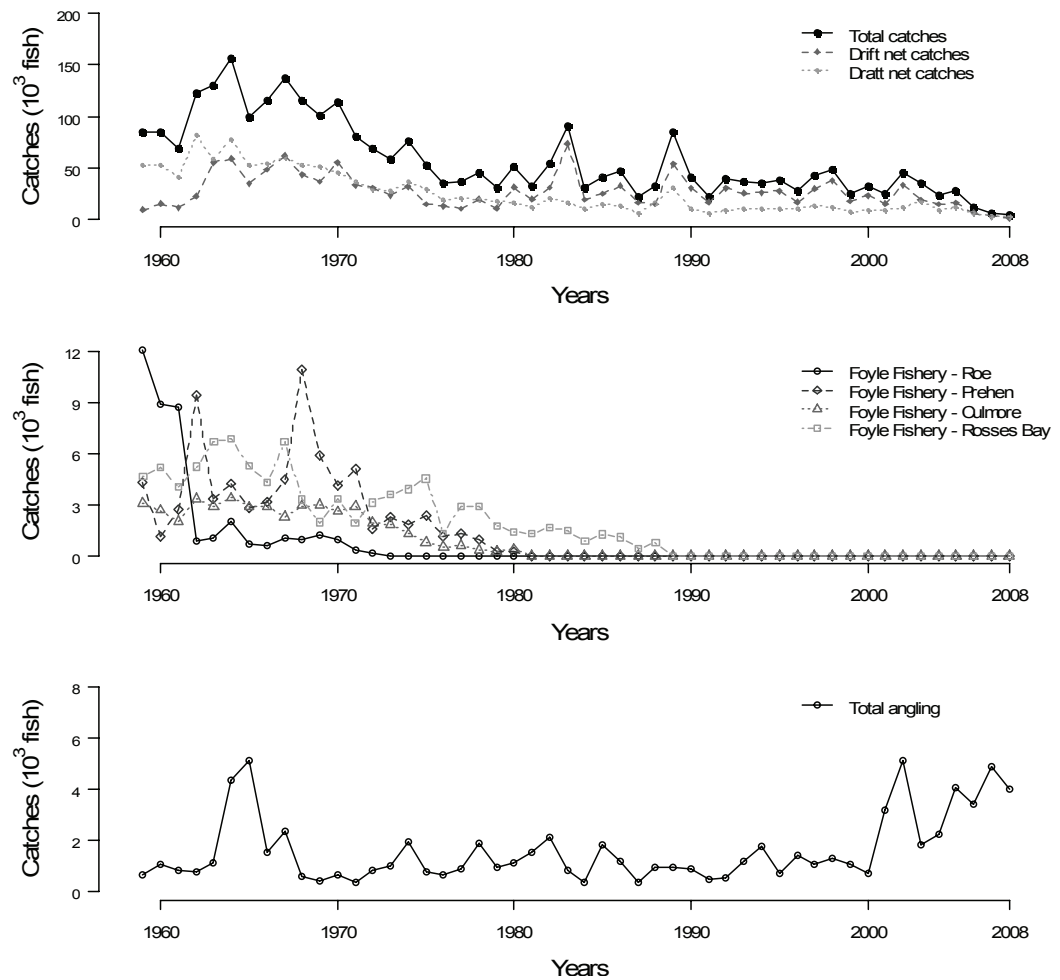 200
150
100
50
0
Catches (10³ fish)
Total catches
Drift net catches
Dratt net catches
1960 1970 1980 1990 2000 2008
Years
12
9
6
3
0
Catches (10³ fish)
Foyle Fishery - Roe
Foyle Fishery - Prehen
Foyle Fishery - Culmore
Foyle Fishery - Rosses Bay
1960 1970 1980 1990 2000 2008
Years
8
6
4
2
0
Catches (10³ fish)
Total angling
1960 1970 1980 1990 2000 2008
Years